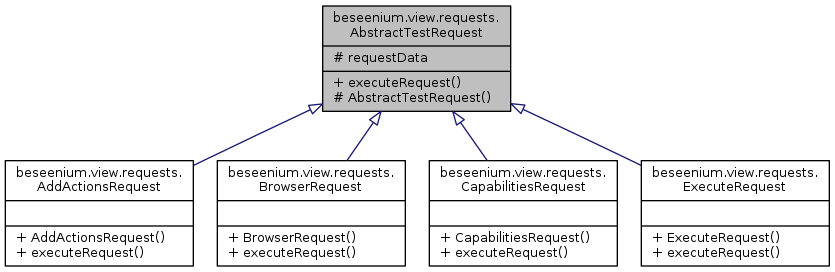 beseenium.view.requests.
AbstractTestRequest
# requestData
+ executeRequest()
# AbstractTestRequest()
beseenium.view.requests.
AddActionsRequest
+ AddActionsRequest()
+ executeRequest()
beseenium.view.requests.
BrowserRequest
+ BrowserRequest()
+ executeRequest()
beseenium.view.requests.
CapabilitiesRequest
+ CapabilitiesRequest()
+ executeRequest()
beseenium.view.requests.
ExecuteRequest
+ ExecuteRequest()
+ executeRequest()